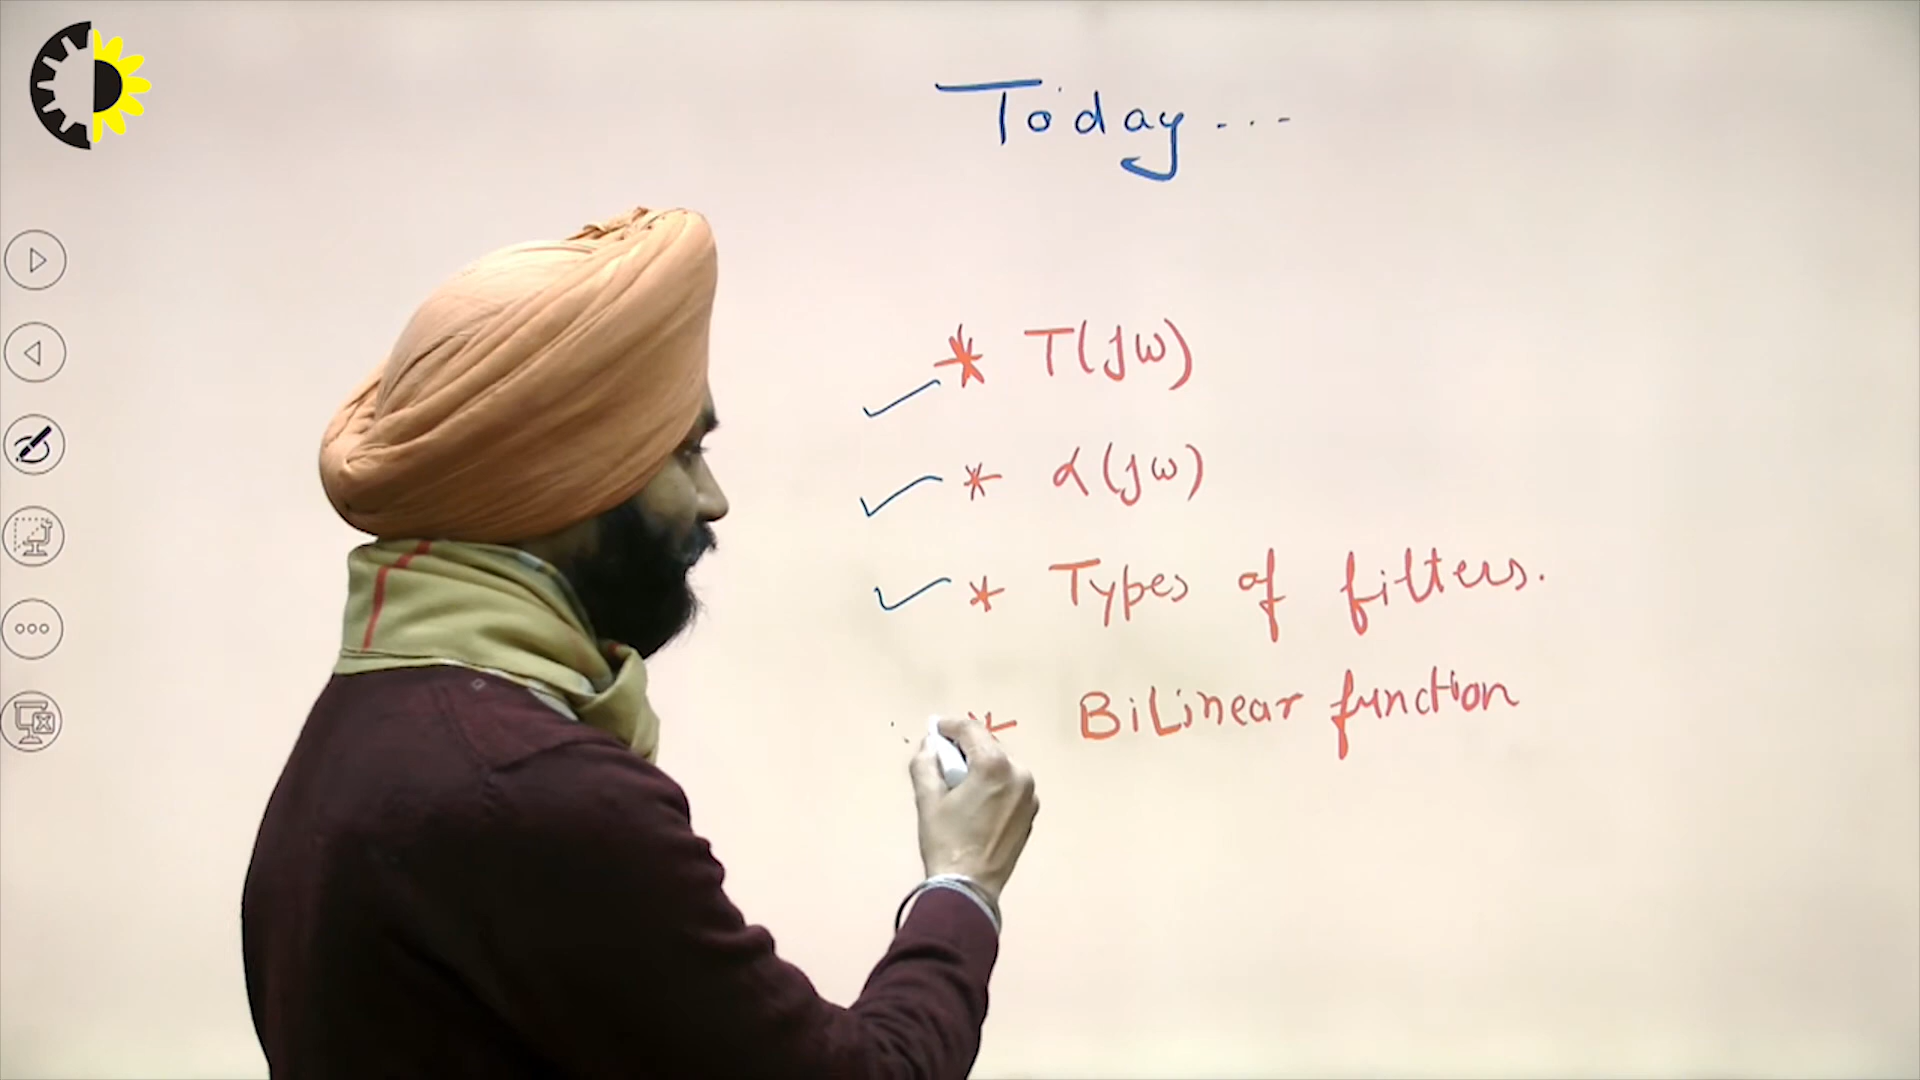 Today...
* T(jω)
* α(jω)
* Types of filters.
* BiLinear function